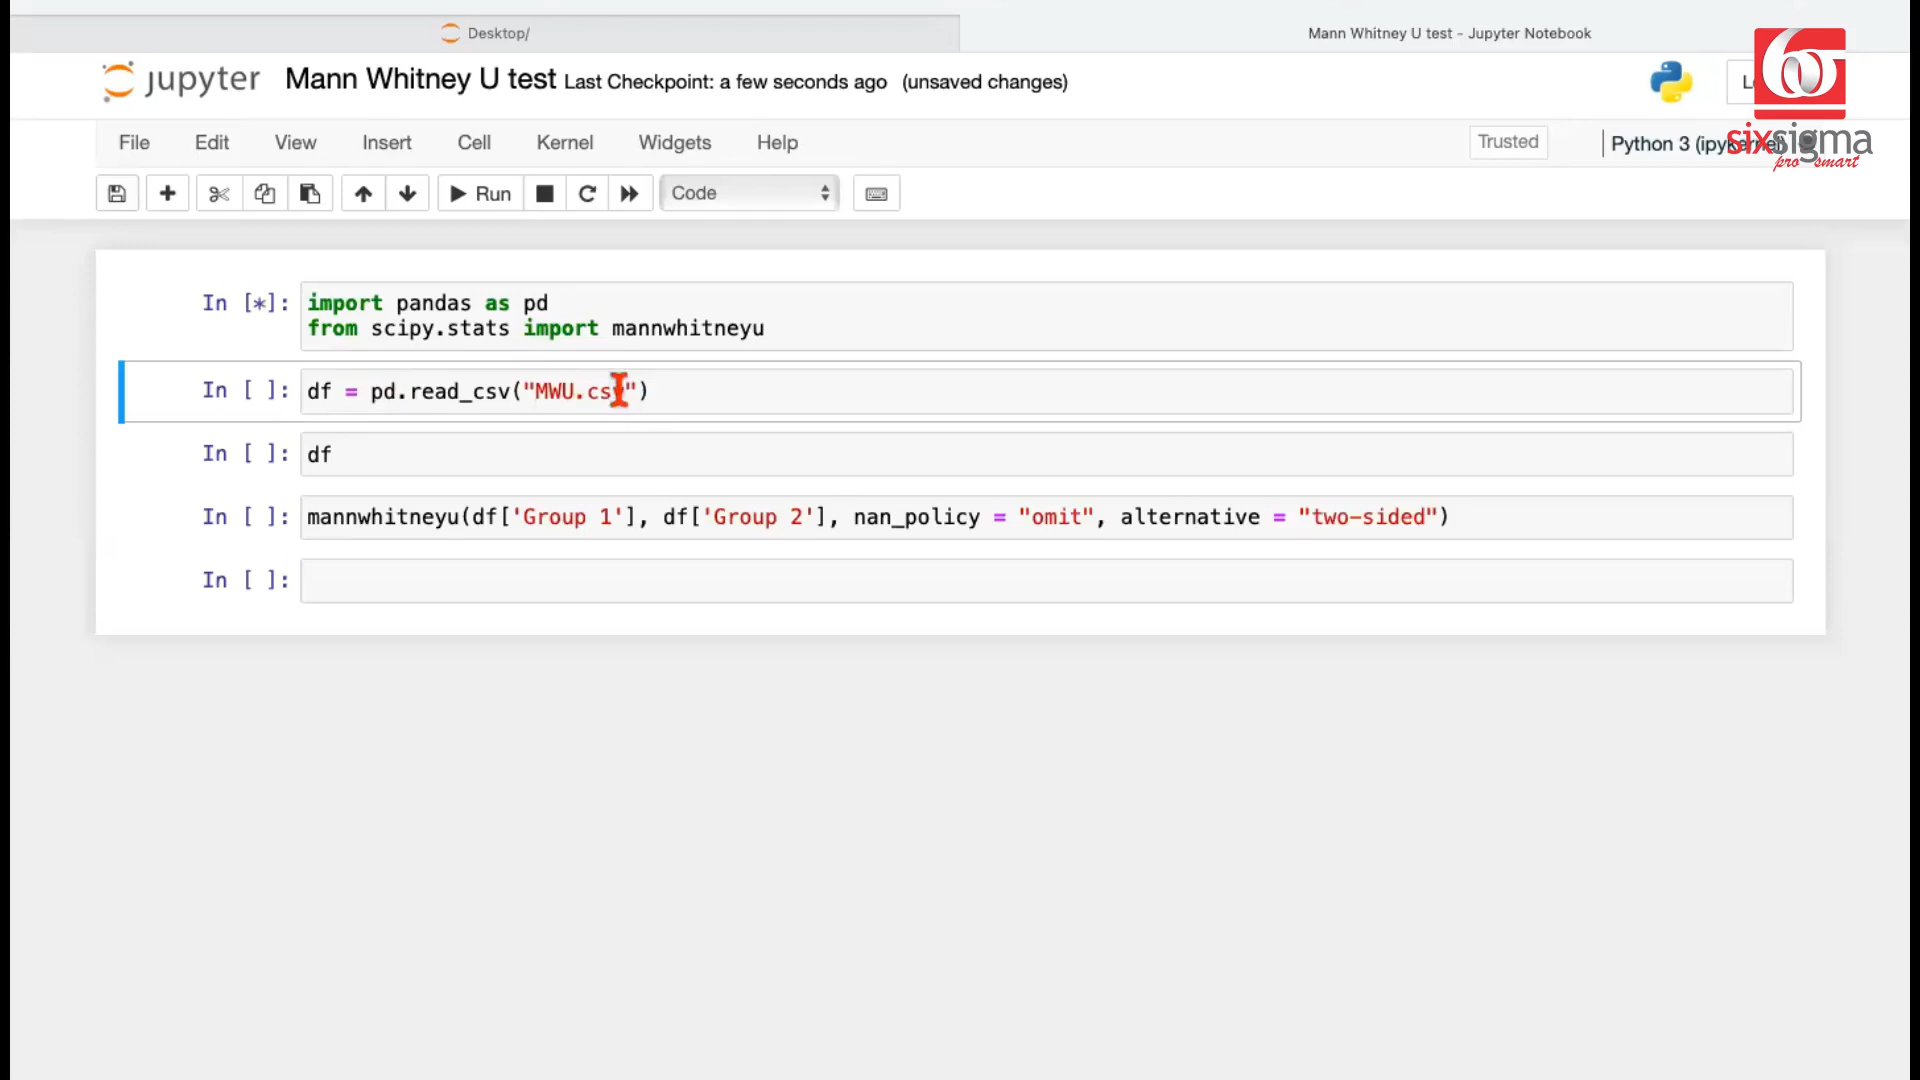 Desktop/
Mann Whitney U test - Jupyter Notebook
jupyter Mann Whitney U test Last Checkpoint: a few seconds ago (unsaved changes)
File Edit View Insert Cell Kernel Widgets Help
Trusted
Python 3
sixsigma
pro smart
Run
Code
In [*]: import pandas as pd
from scipy.stats import mannwhitneyu
In [ ]: df = pd.read_csv("MWU.csv")
In [ ]: df
In [ ]: mannwhitneyu(df['Group 1'], df['Group 2'], nan_policy = "omit", alternative = "two-sided")
In [ ]: